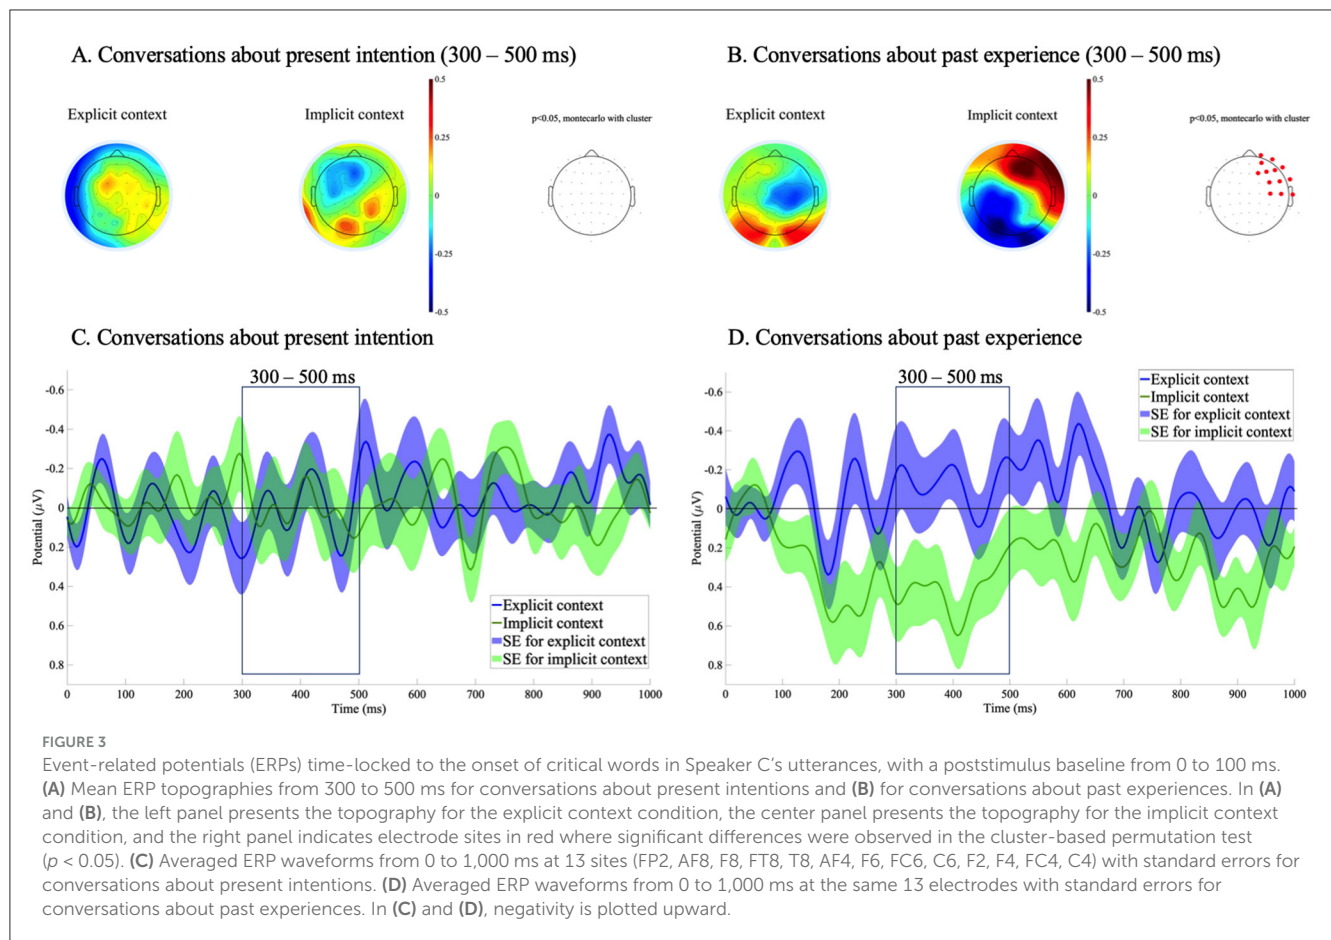 A. Conversations about present intention (300 – 500 ms)
Explicit context
Implicit context
p<0.05, montecarlo with cluster
0.5
0.25
0
-0.25
-0.5
B. Conversations about past experience (300 – 500 ms)
Explicit context
Implicit context
p<0.05, montecarlo with cluster
0.5
0.25
0
-0.25
-0.5
C. Conversations about present intention
300 – 500 ms
-0.6
-0.4
-0.2
0
0.2
0.4
0.6
0.8
Potential (µV)
Explicit context
Implicit context
SE for explicit context
SE for implicit context
0 100 200 300 400 500 600 700 800 900 1000
Time (ms)
D. Conversations about past experience
300 – 500 ms
Explicit context
Implicit context
SE for explicit context
SE for implicit context
-0.6
-0.4
-0.2
0
0.2
0.4
0.6
0.8
Potential (µV)
0 100 200 300 400 500 600 700 800 900 1000
Time (ms)
FIGURE 3
Event-related potentials (ERPs) time-locked to the onset of critical words in Speaker C's utterances, with a poststimulus baseline from 0 to 100 ms.
(A) Mean ERP topographies from 300 to 500 ms for conversations about present intentions and (B) for conversations about past experiences. In (A)
and (B), the left panel presents the topography for the explicit context condition, the center panel presents the topography for the implicit context
condition, and the right panel indicates electrode sites in red where significant differences were observed in the cluster-based permutation test
(p < 0.05). (C) Averaged ERP waveforms from 0 to 1,000 ms at 13 sites (FP2, AF8, F8, FT8, T8, AF4, F6, FC6, C6, F2, F4, FC4, C4) with standard errors for
conversations about present intentions. (D) Averaged ERP waveforms from 0 to 1,000 ms at the same 13 electrodes with standard errors for
conversations about past experiences. In (C) and (D), negativity is plotted upward.